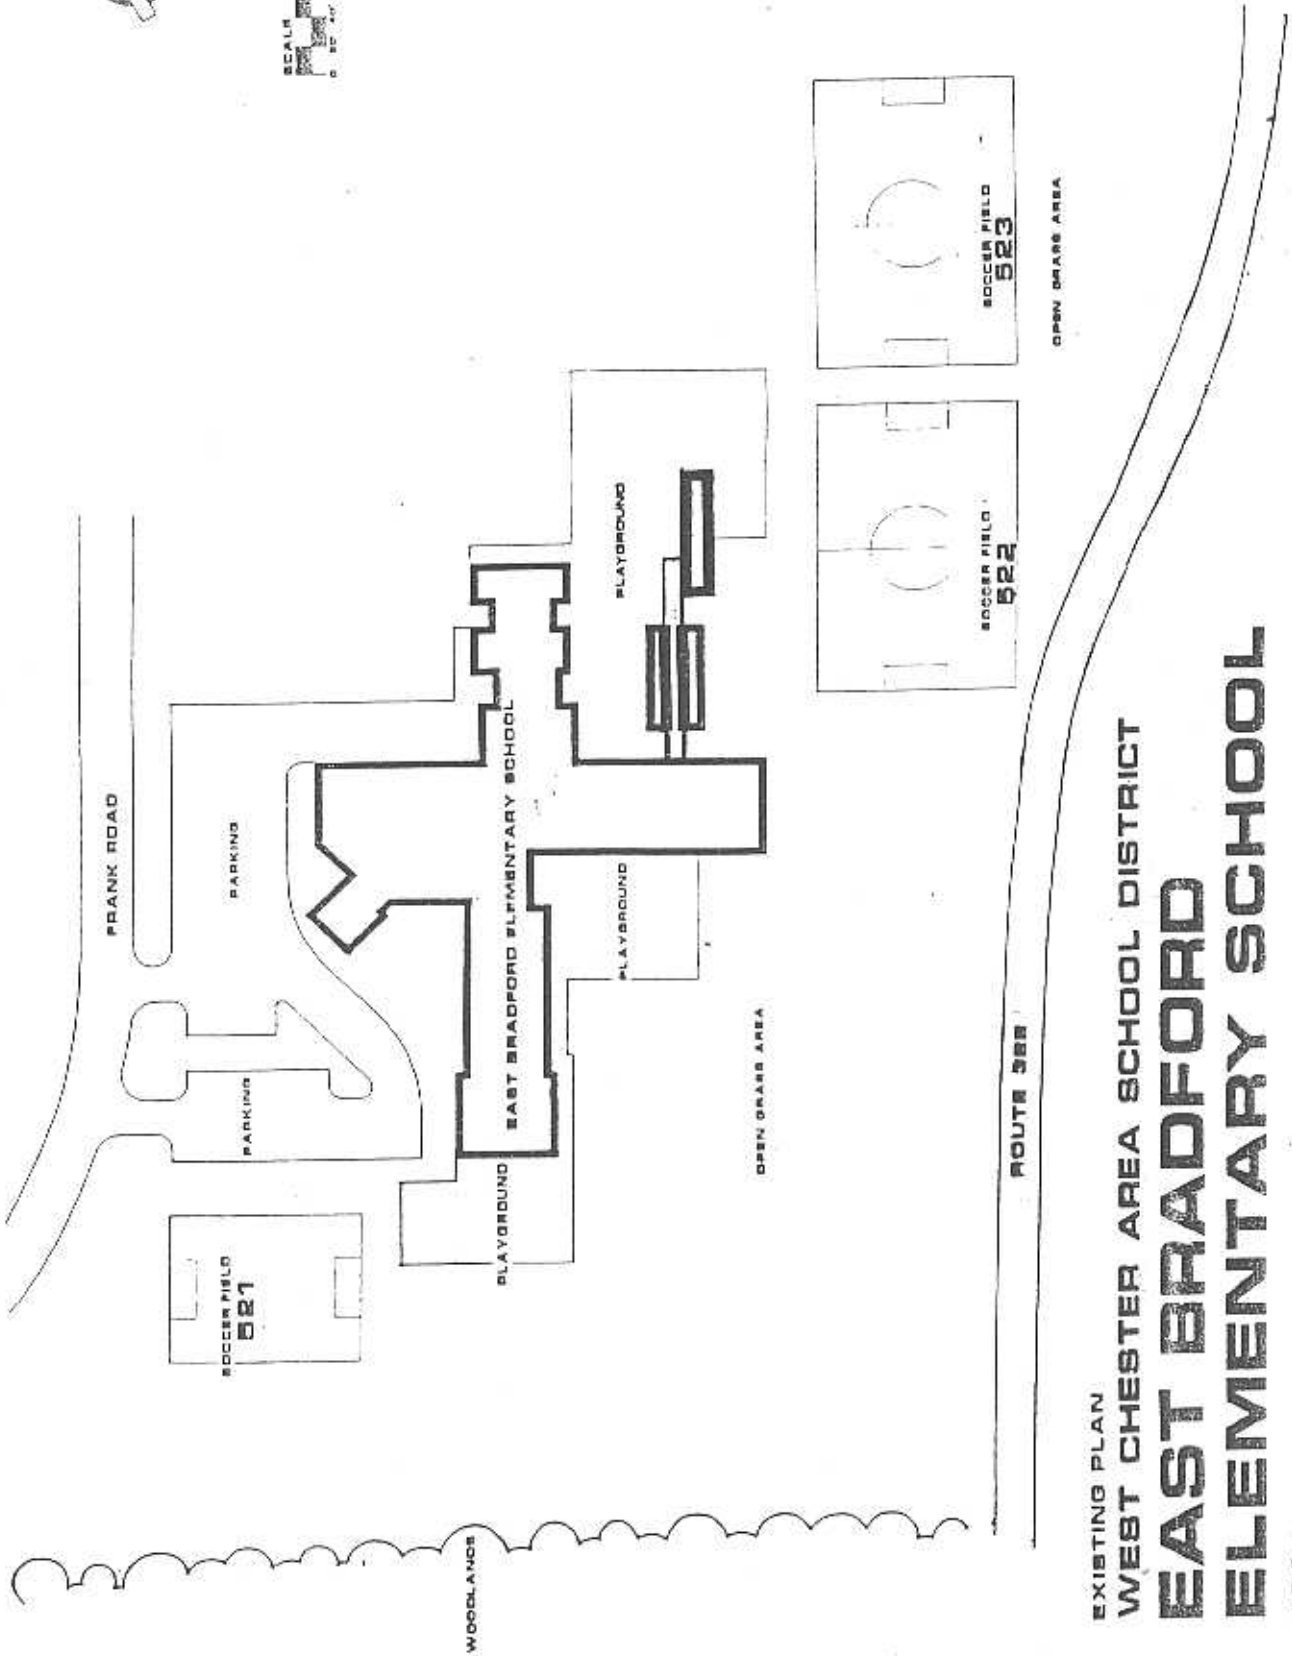 SCALE
FRANK ROAD
PARKING
PARKING
SOCCER FIELD
521
EAST BRADFORD ELEMENTARY SCHOOL
PLAYGROUND
PLAYGROUND
PLAYGROUND
OPEN GRASS AREA
SOCCER FIELD
522
SOCCER FIELD
523
OPEN GRASS AREA
WOODLANDS
ROUTE 322
EXISTING PLAN
WEST CHESTER AREA SCHOOL DISTRICT
EAST BRADFORD
ELEMENTARY SCHOOL